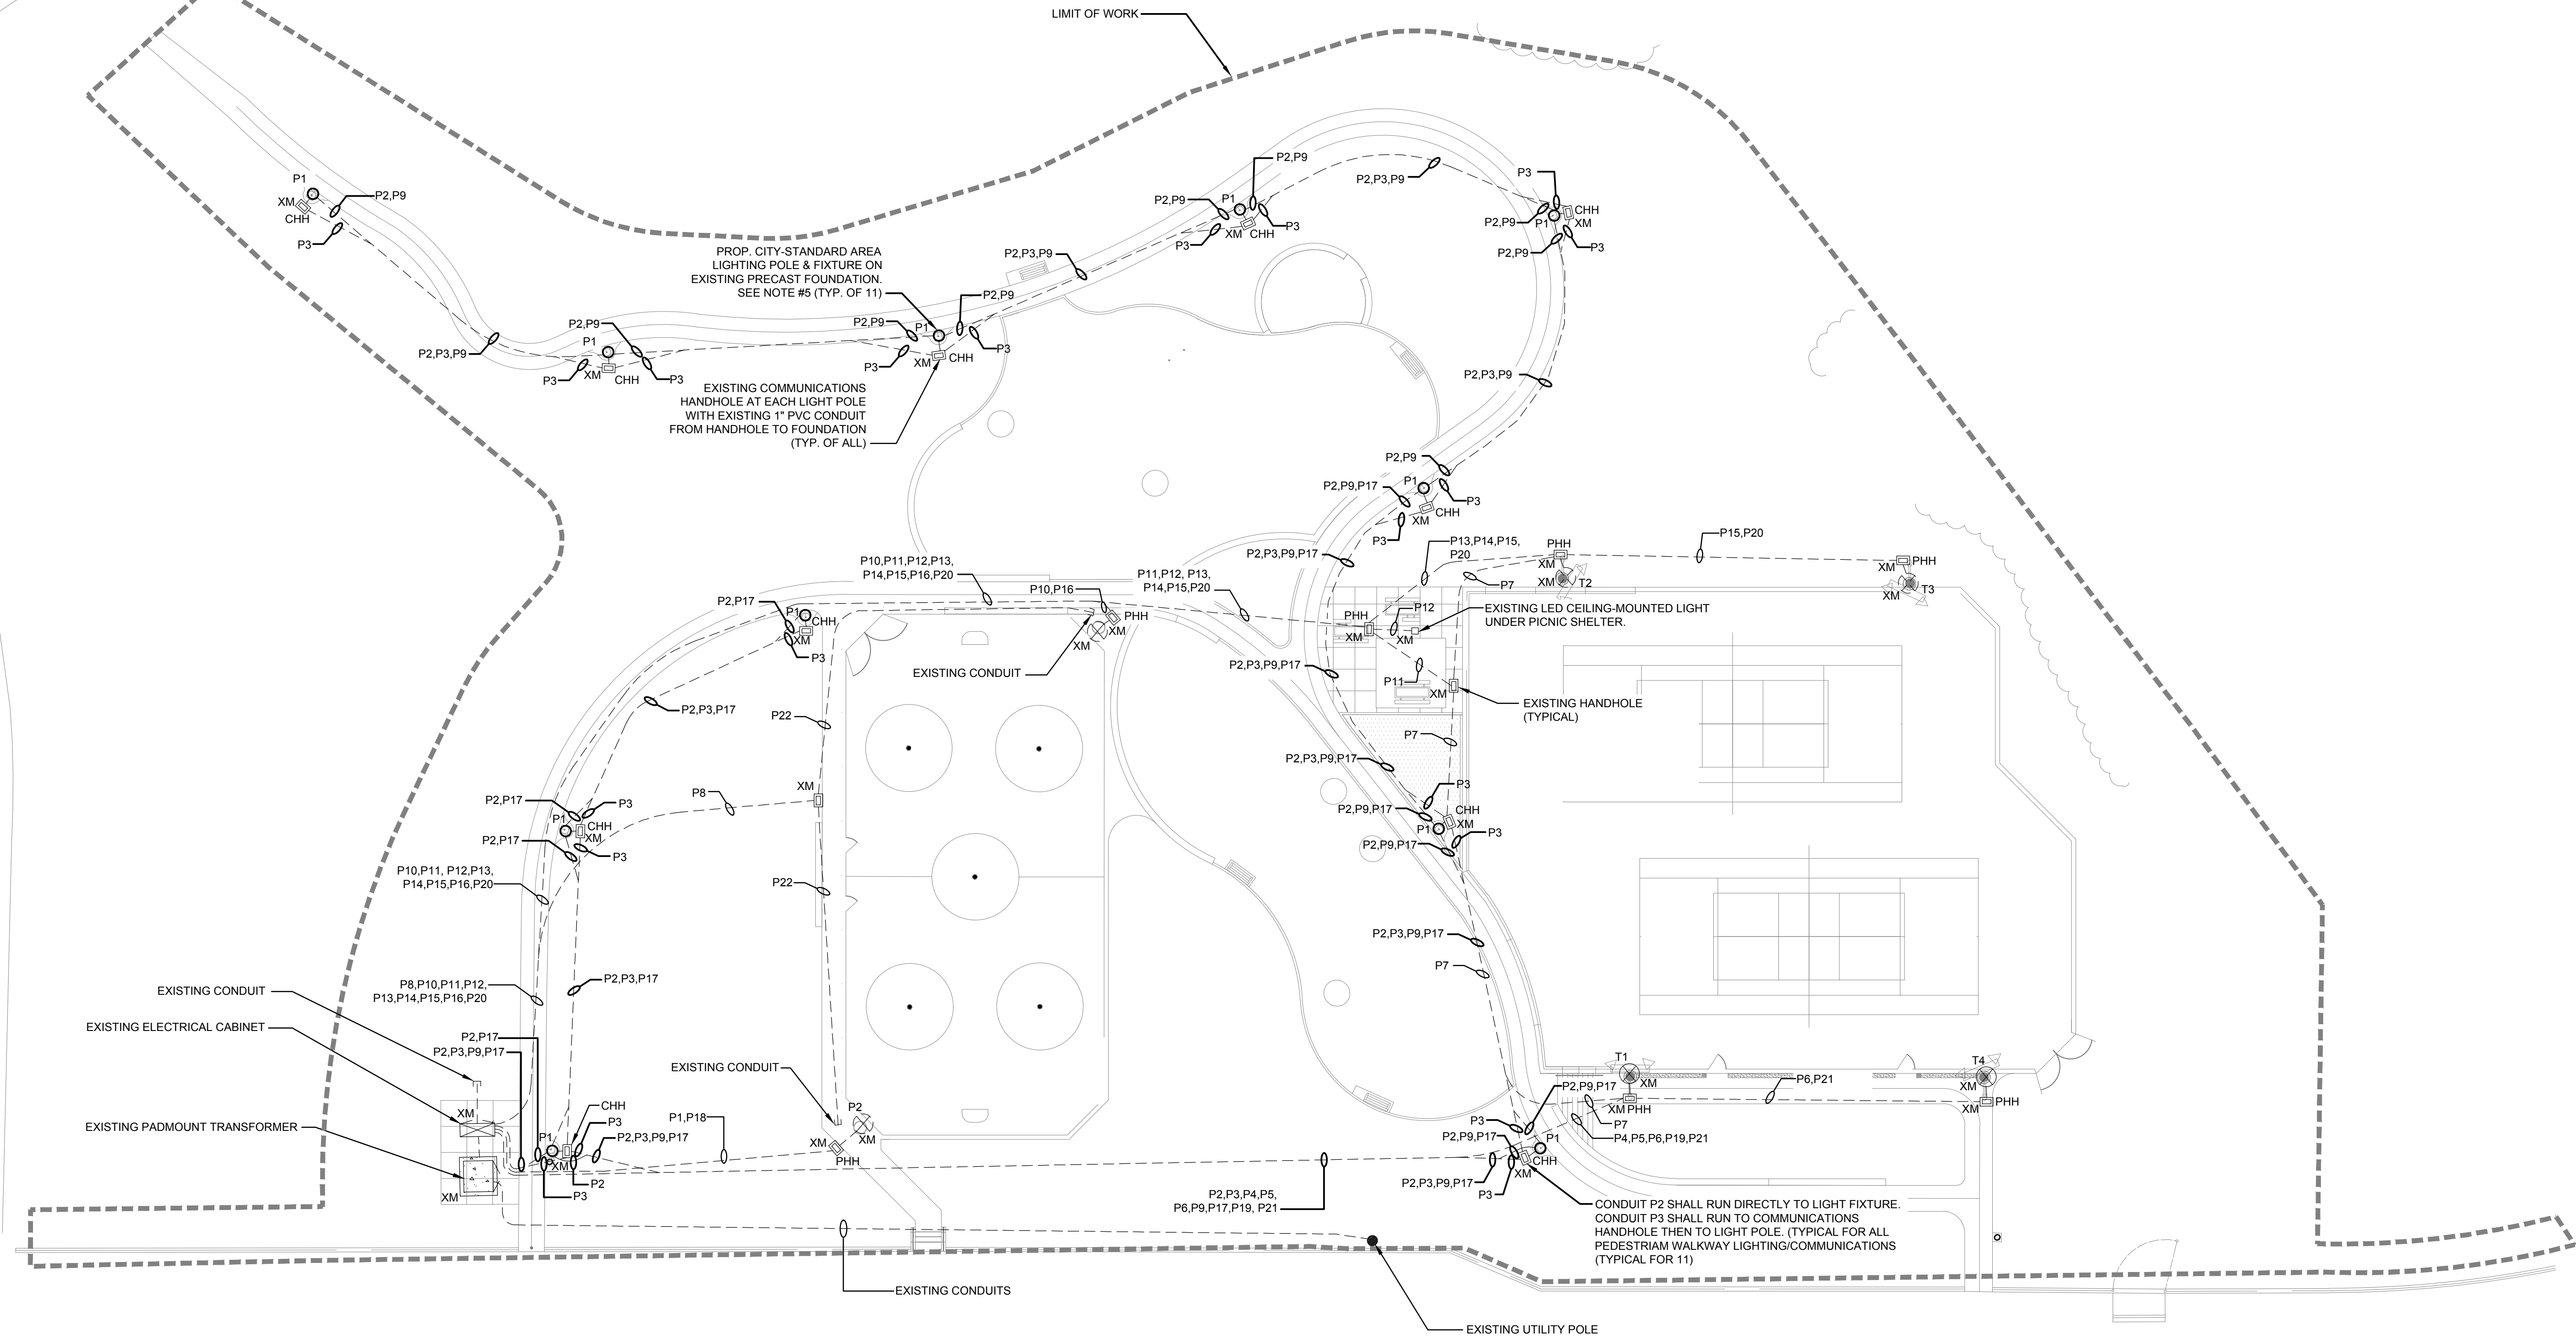 LIMIT OF WORK
P1
P2,P9
XM
CHH
P3
P2,P9
P2,P3,P9
P3
P2,P9
P1
P2,P9
P2,P9
P1
XM
CHH
P3
P3
CHH
XM
P2,P9
P3
P2,P3,P9
PROP. CITY-STANDARD AREA
LIGHTING POLE & FIXTURE ON
EXISTING PRECAST FOUNDATION.
SEE NOTE #5 (TYP. OF 11)
P2,P9
P2,P9
P1
P3
P3
XM
CHH
P2,P9
P1
P2,P3,P9
P3
XM
CHH
P3
EXISTING COMMUNICATIONS
HANDHOLE AT EACH LIGHT POLE
WITH EXISTING 1" PVC CONDUIT
FROM HANDHOLE TO FOUNDATION
(TYP. OF ALL)
P2,P3,P9
P2,P9
P2,P9,P17
P1
P3
CHH
XM
P3
P2,P3,P9,P17
P13,P14,P15,
P20
PHH
XM
XM
T2
P7
P15,P20
PHH
XM
XM
T3
P10,P11,P12,P13,
P14,P15,P16,P20
P10,P16
P11,P12, P13,
P14,P15,P20
PHH
XM
XM
PHH
XM
P12
XM
EXISTING LED CEILING-MOUNTED LIGHT
UNDER PICNIC SHELTER.
P2,P17
P1
CHH
XM
P3
EXISTING CONDUIT
P2,P3,P9,P17
P11
XM
EXISTING HANDHOLE
(TYPICAL)
P2,P3,P17
P22
P7
P2,P3,P9,P17
XM
P8
P2,P17
P3
P1
CHH
XM
P2,P17
P3
P3
P2,P9,P17
CHH
XM
P1
P3
P2,P9,P17
P10,P11, P12,P13,
P14,P15,P16,P20
P22
P2,P3,P9,P17
P7
P2,P3,P17
P8,P10,P11,P12,
P13,P14,P15,P16,P20
EXISTING CONDUIT
EXISTING ELECTRICAL CABINET
P2,P17
P2,P3,P9,P17
EXISTING CONDUIT
T1
XM
T4
XM
P6,P21
P2,P9,P17
XM
PHH
XM
PHH
P7
P4,P5,P6,P19,P21
XM
EXISTING PADMOUNT TRANSFORMER
CHH
P3
P1
P2,P3,P9,P17
XM
P2
P3
XM
P1,P18
P2
XM
XM
PHH
P3
P2,P9,P17
P1
CHH
XM
P2,P3,P9,P17
P3
P2,P3,P4,P5,
P6,P9,P17,P19, P21
CONDUIT P2 SHALL RUN DIRECTLY TO LIGHT FIXTURE.
CONDUIT P3 SHALL RUN TO COMMUNICATIONS
HANDHOLE THEN TO LIGHT POLE. (TYPICAL FOR ALL
PEDESTRIAM WALKWAY LIGHTING/COMMUNICATIONS
(TYPICAL FOR 11)
EXISTING CONDUITS
EXISTING UTILITY POLE